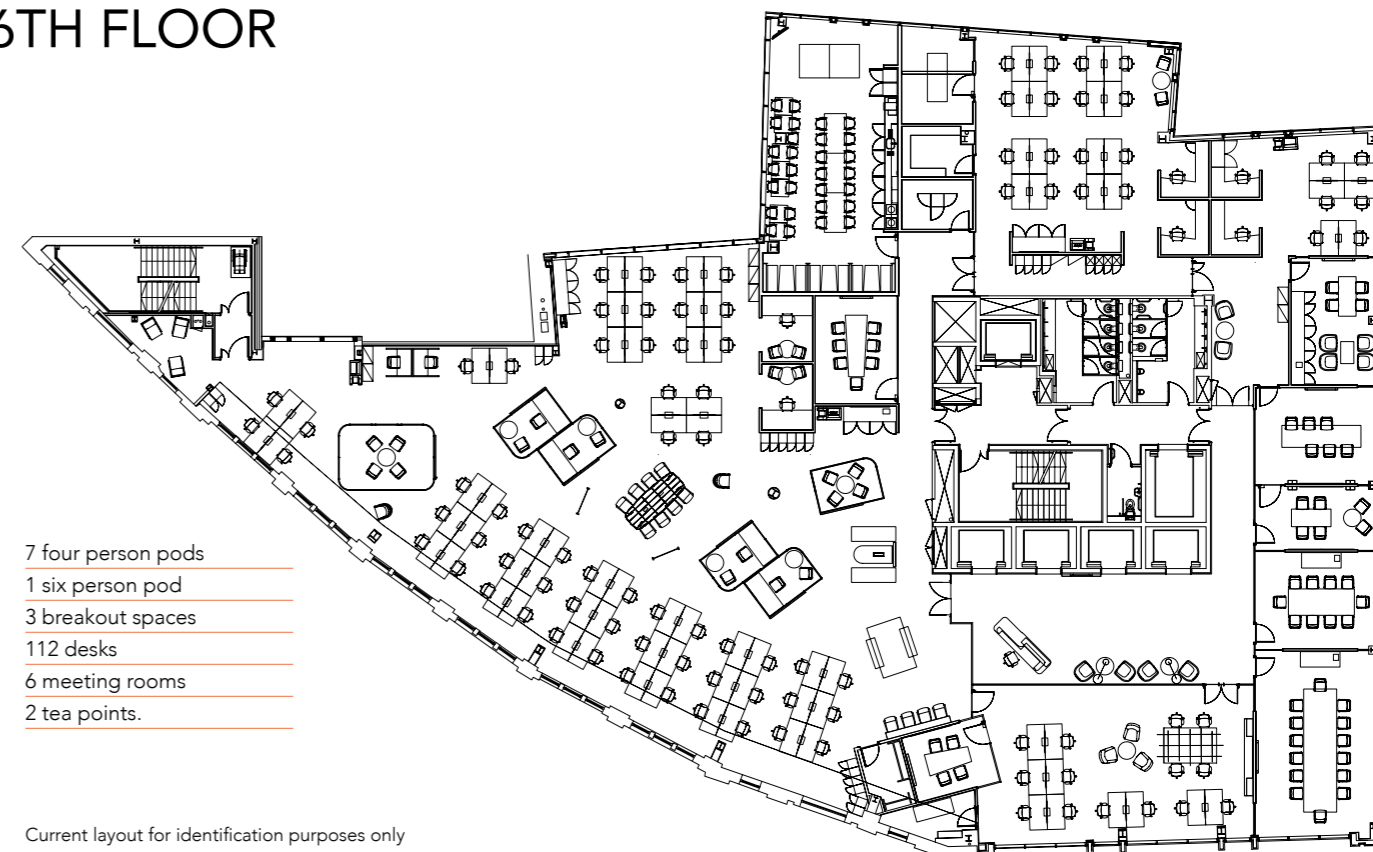 6TH FLOOR
7 four person pods
1 six person pod
3 breakout spaces
112 desks
6 meeting rooms
2 tea points.
Current layout for identification purposes only